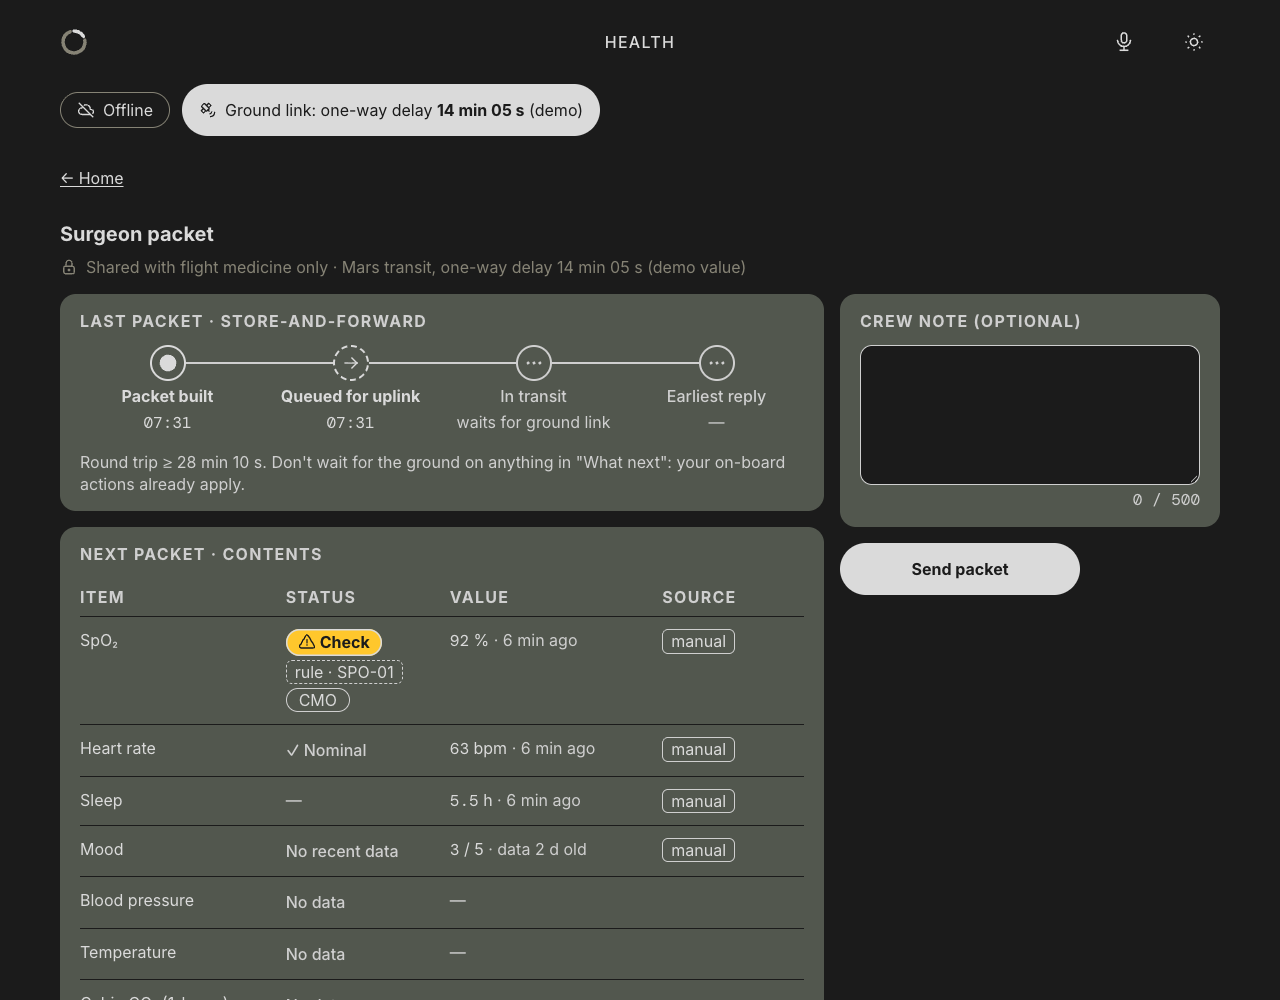 HEALTH
Offline
Ground link: one-way delay 14 min 05 s (demo)
← Home
Surgeon packet
Shared with flight medicine only · Mars transit, one-way delay 14 min 05 s (demo value)
LAST PACKET · STORE-AND-FORWARD
Packet built
07:31
Queued for uplink
07:31
In transit
waits for ground link
Earliest reply
—
Round trip ≥ 28 min 10 s. Don't wait for the ground on anything in "What next": your on-board
actions already apply.
CREW NOTE (OPTIONAL)
0 / 500
Send packet
NEXT PACKET · CONTENTS
ITEM STATUS VALUE SOURCE
SpO₂ Check 92 % · 6 min ago manual
rule · SPO-01
CMO
Heart rate ✓ Nominal 63 bpm · 6 min ago manual
Sleep — 5.5 h · 6 min ago manual
Mood No recent data 3 / 5 · data 2 d old manual
Blood pressure No data —
Temperature No data —